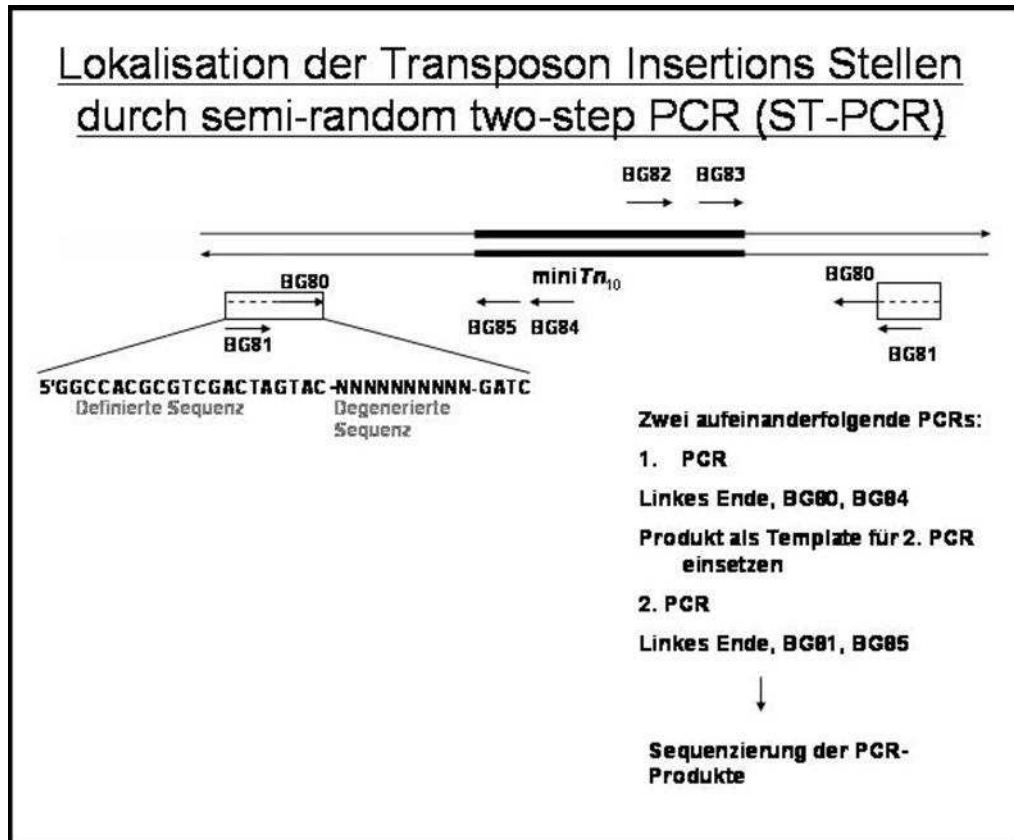 Lokalisation der Transposon Insertions Stellen
durch semi-random two-step PCR (ST-PCR)
BG82 BG83
miniTn10
BG80
BG85 BG84
BG81
BG80
BG81
5'GGCCACGCGTCGACTAGTAC-NNNNNNNNNN-GATC
Definierte Sequenz
Degenerierte
Sequenz
Zwei aufeinanderfolgende PCRs:
1. PCR
Linkes Ende, BG80, BG84
Produkt als Template für 2. PCR
einsetzen
2. PCR
Linkes Ende, BG81, BG85
Sequenzierung der PCR-
Produkte